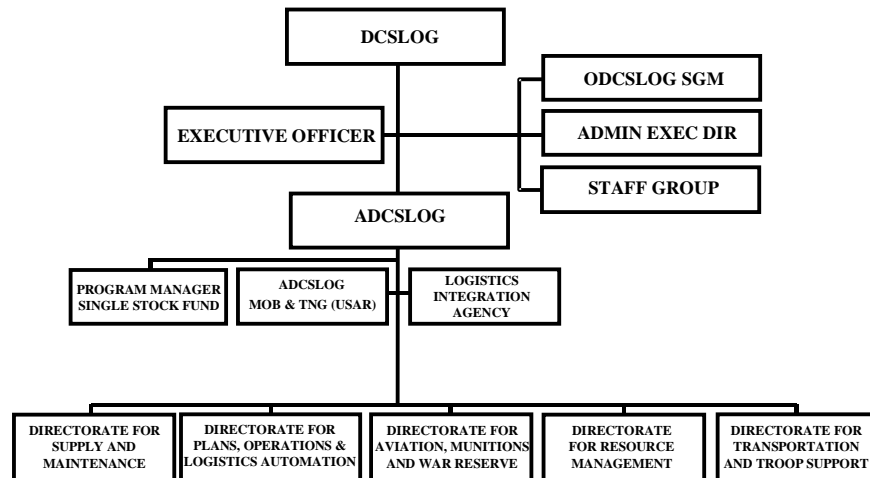 DCSLOG
ODCSLOG SGM
EXECUTIVE OFFICER
ADMIN EXEC DIR
STAFF GROUP
ADCSLOG
PROGRAM MANAGER
SINGLE STOCK FUND
ADCSLOG
MOB & TNG (USAR)
LOGISTICS
INTEGRATION
AGENCY
DIRECTORATE FOR
SUPPLY AND
MAINTENANCE
DIRECTORATE FOR
PLANS, OPERATIONS &
LOGISTICS AUTOMATION
DIRECTORATE FOR
AVIATION, MUNITIONS
AND WAR RESERVE
DIRECTORATE
FOR RESOURCE
MANAGEMENT
DIRECTORATE FOR
TRANSPORTATION
AND TROOP SUPPORT